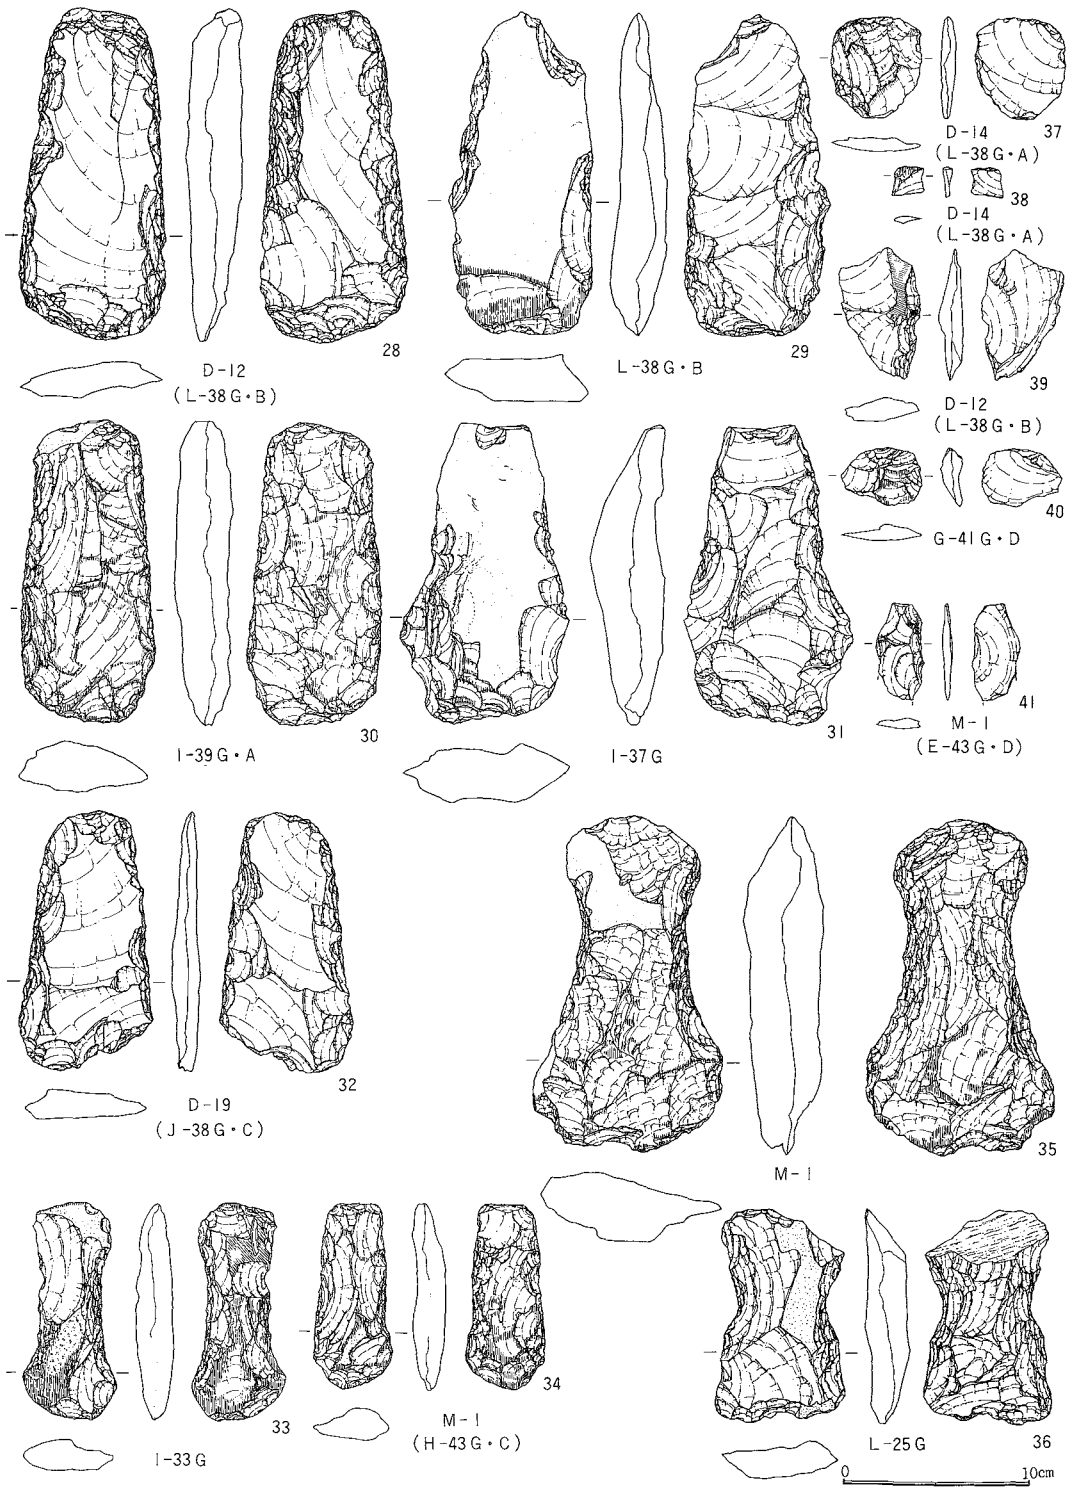 28
D-12
(L-38G・B)
29
L-38G・B
37
D-14
(L-38G・A)
38
D-14
(L-38G・A)
39
D-12
(L-38G・B)
40
G-41G・D
30
I-39G・A
31
I-37G
41
M-1
(E-43G・D)
32
D-19
(J-38G・C)
35
M-1
33
I-33G
34
M-1
(H-43G・C)
36
L-25G
0 10cm